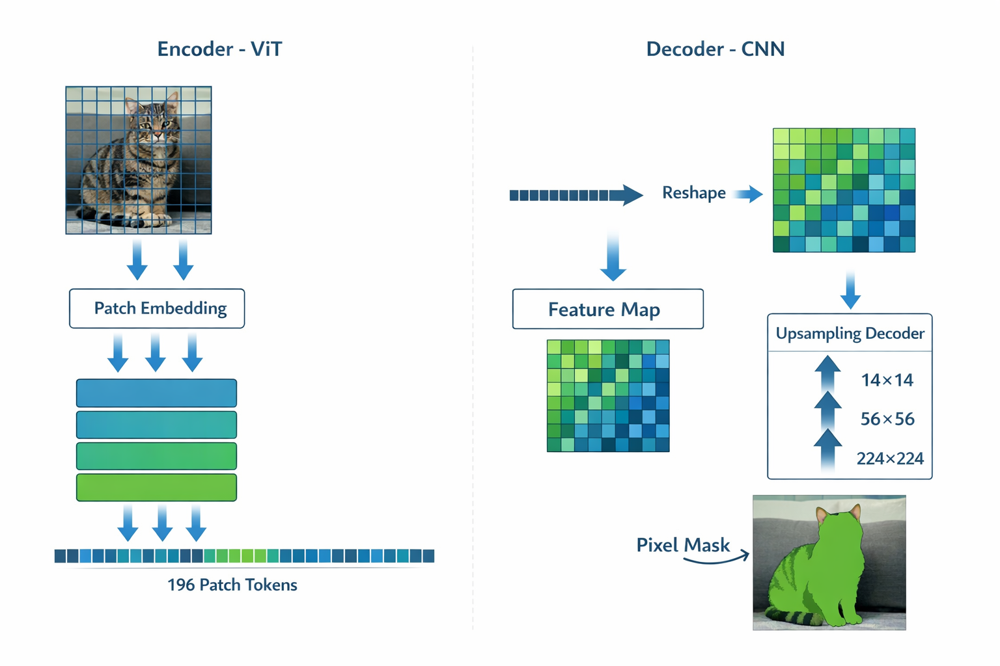 Encoder - ViT
Patch Embedding
196 Patch Tokens
Decoder - CNN
Reshape
Feature Map
Upsampling Decoder
14×14
56×56
224×224
Pixel Mask